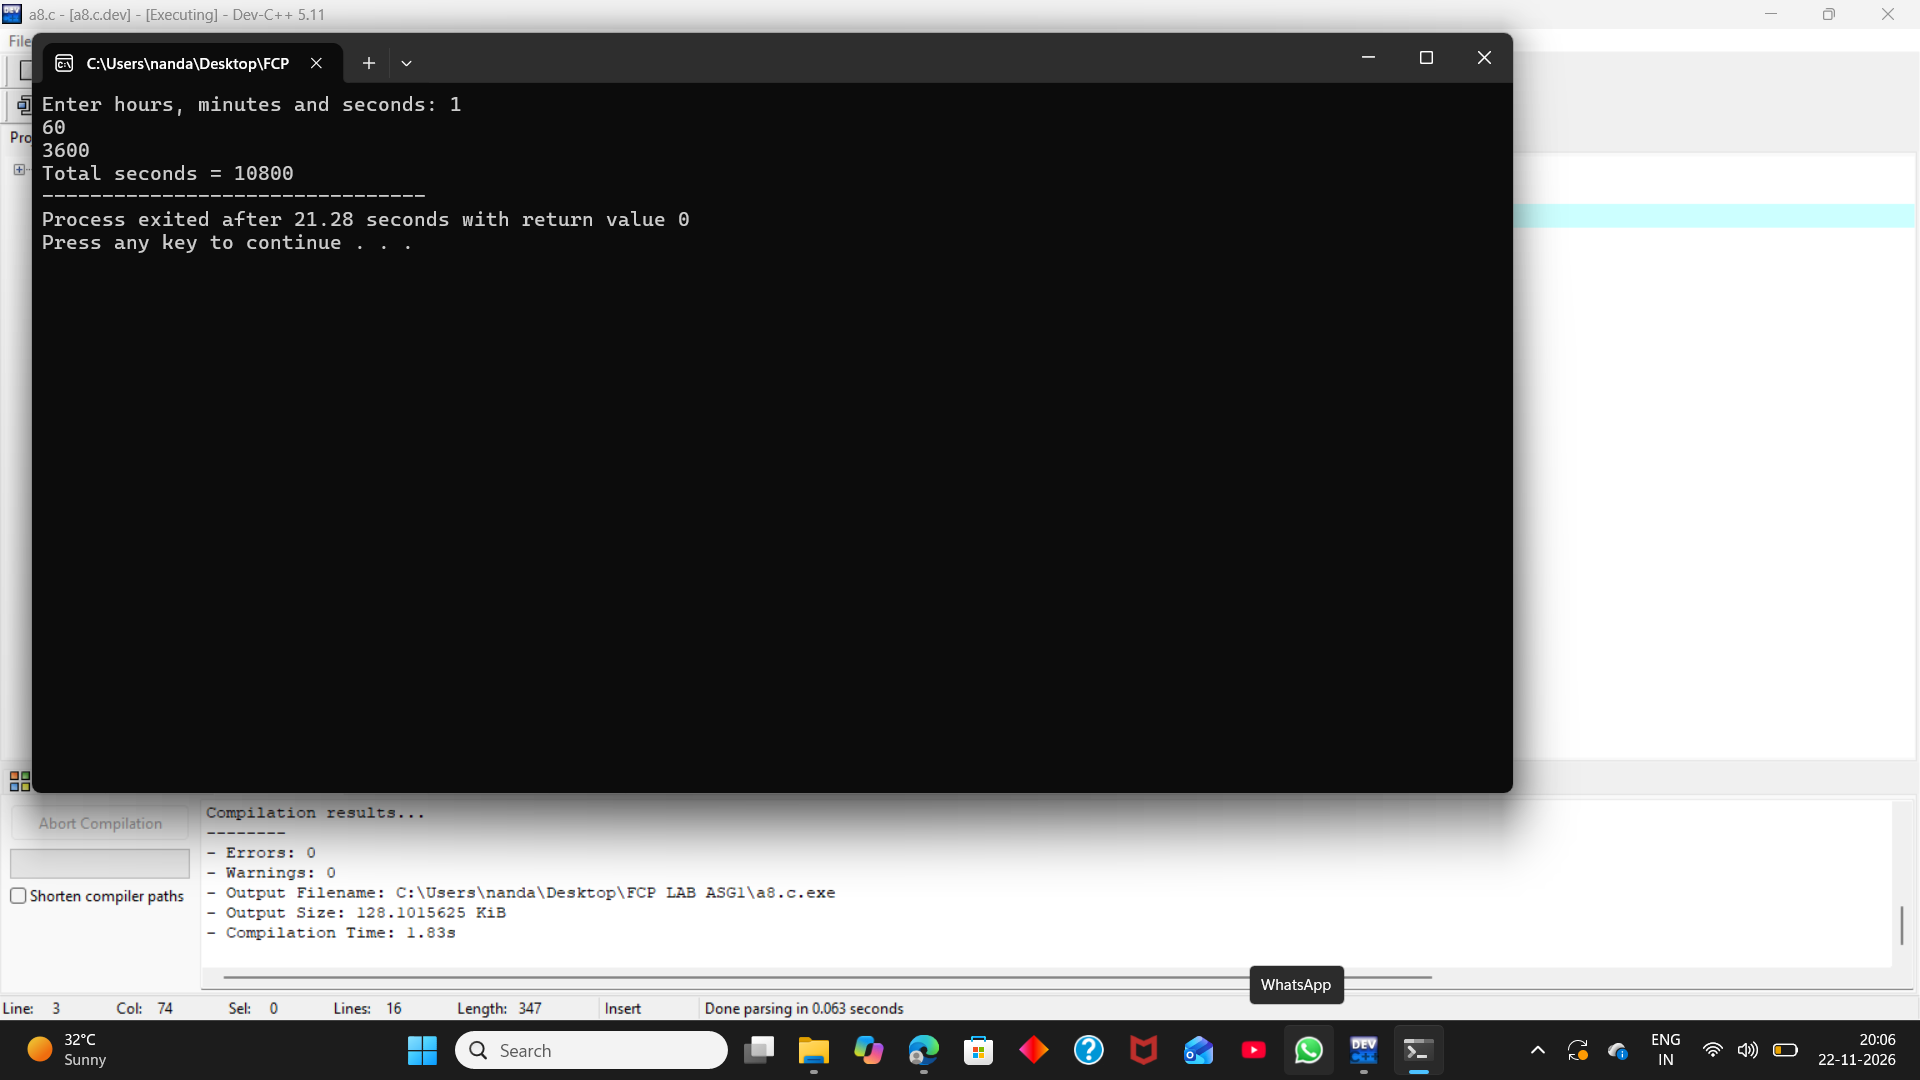 a8.c - [a8.c.dev] - [Executing] - Dev-C++ 5.11
File
C:\Users\nanda\Desktop\FCP
Enter hours, minutes and seconds: 1
60
3600
Total seconds = 10800
--------------------------------
Process exited after 21.28 seconds with return value 0
Press any key to continue . . .
Abort Compilation
Shorten compiler paths
Compilation results...
--------
- Errors: 0
- Warnings: 0
- Output Filename: C:\Users\nanda\Desktop\FCP LAB ASG1\a8.c.exe
- Output Size: 128.1015625 KiB
- Compilation Time: 1.83s
WhatsApp
Line: 3 Col: 74 Sel: 0 Lines: 16 Length: 347 Insert Done parsing in 0.063 seconds
32°C
Sunny
Search
DEV
ENG
IN
20:06
22-11-2026